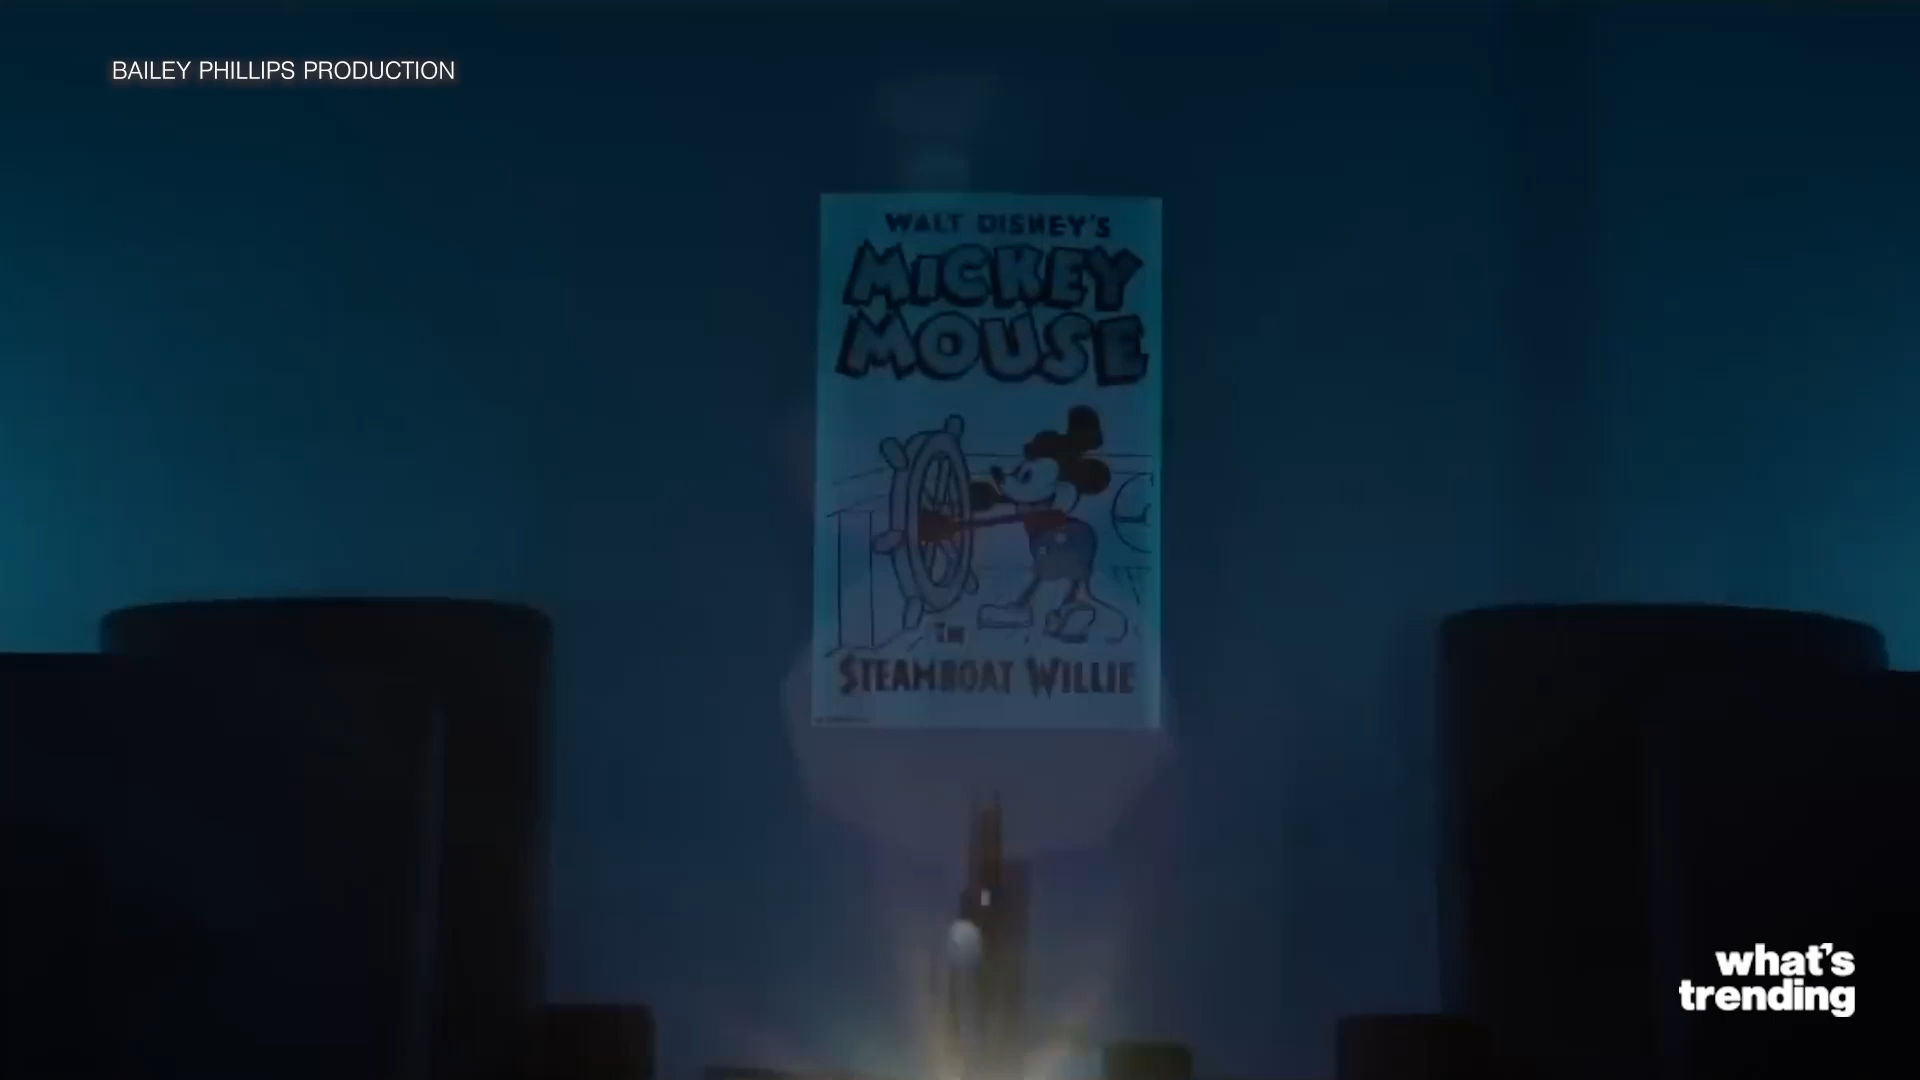 BAILEY PHILLIPS PRODUCTION
WALT DISNEY'S
MICKEY
MOUSE
IN
STEAMBOAT WILLIE
what's
trending